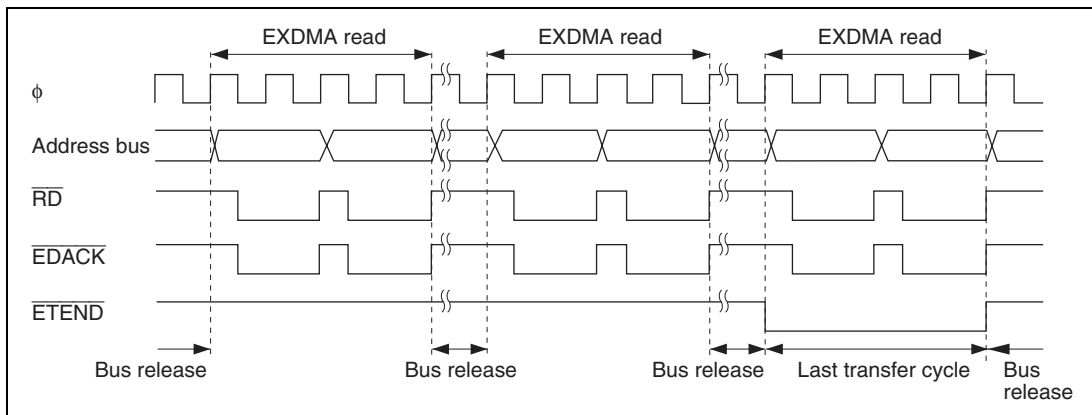 EXDMA read EXDMA read EXDMA read
ϕ
Address bus
RD
EDACK
ETEND
Bus release Bus release Bus release Last transfer cycle Bus
release